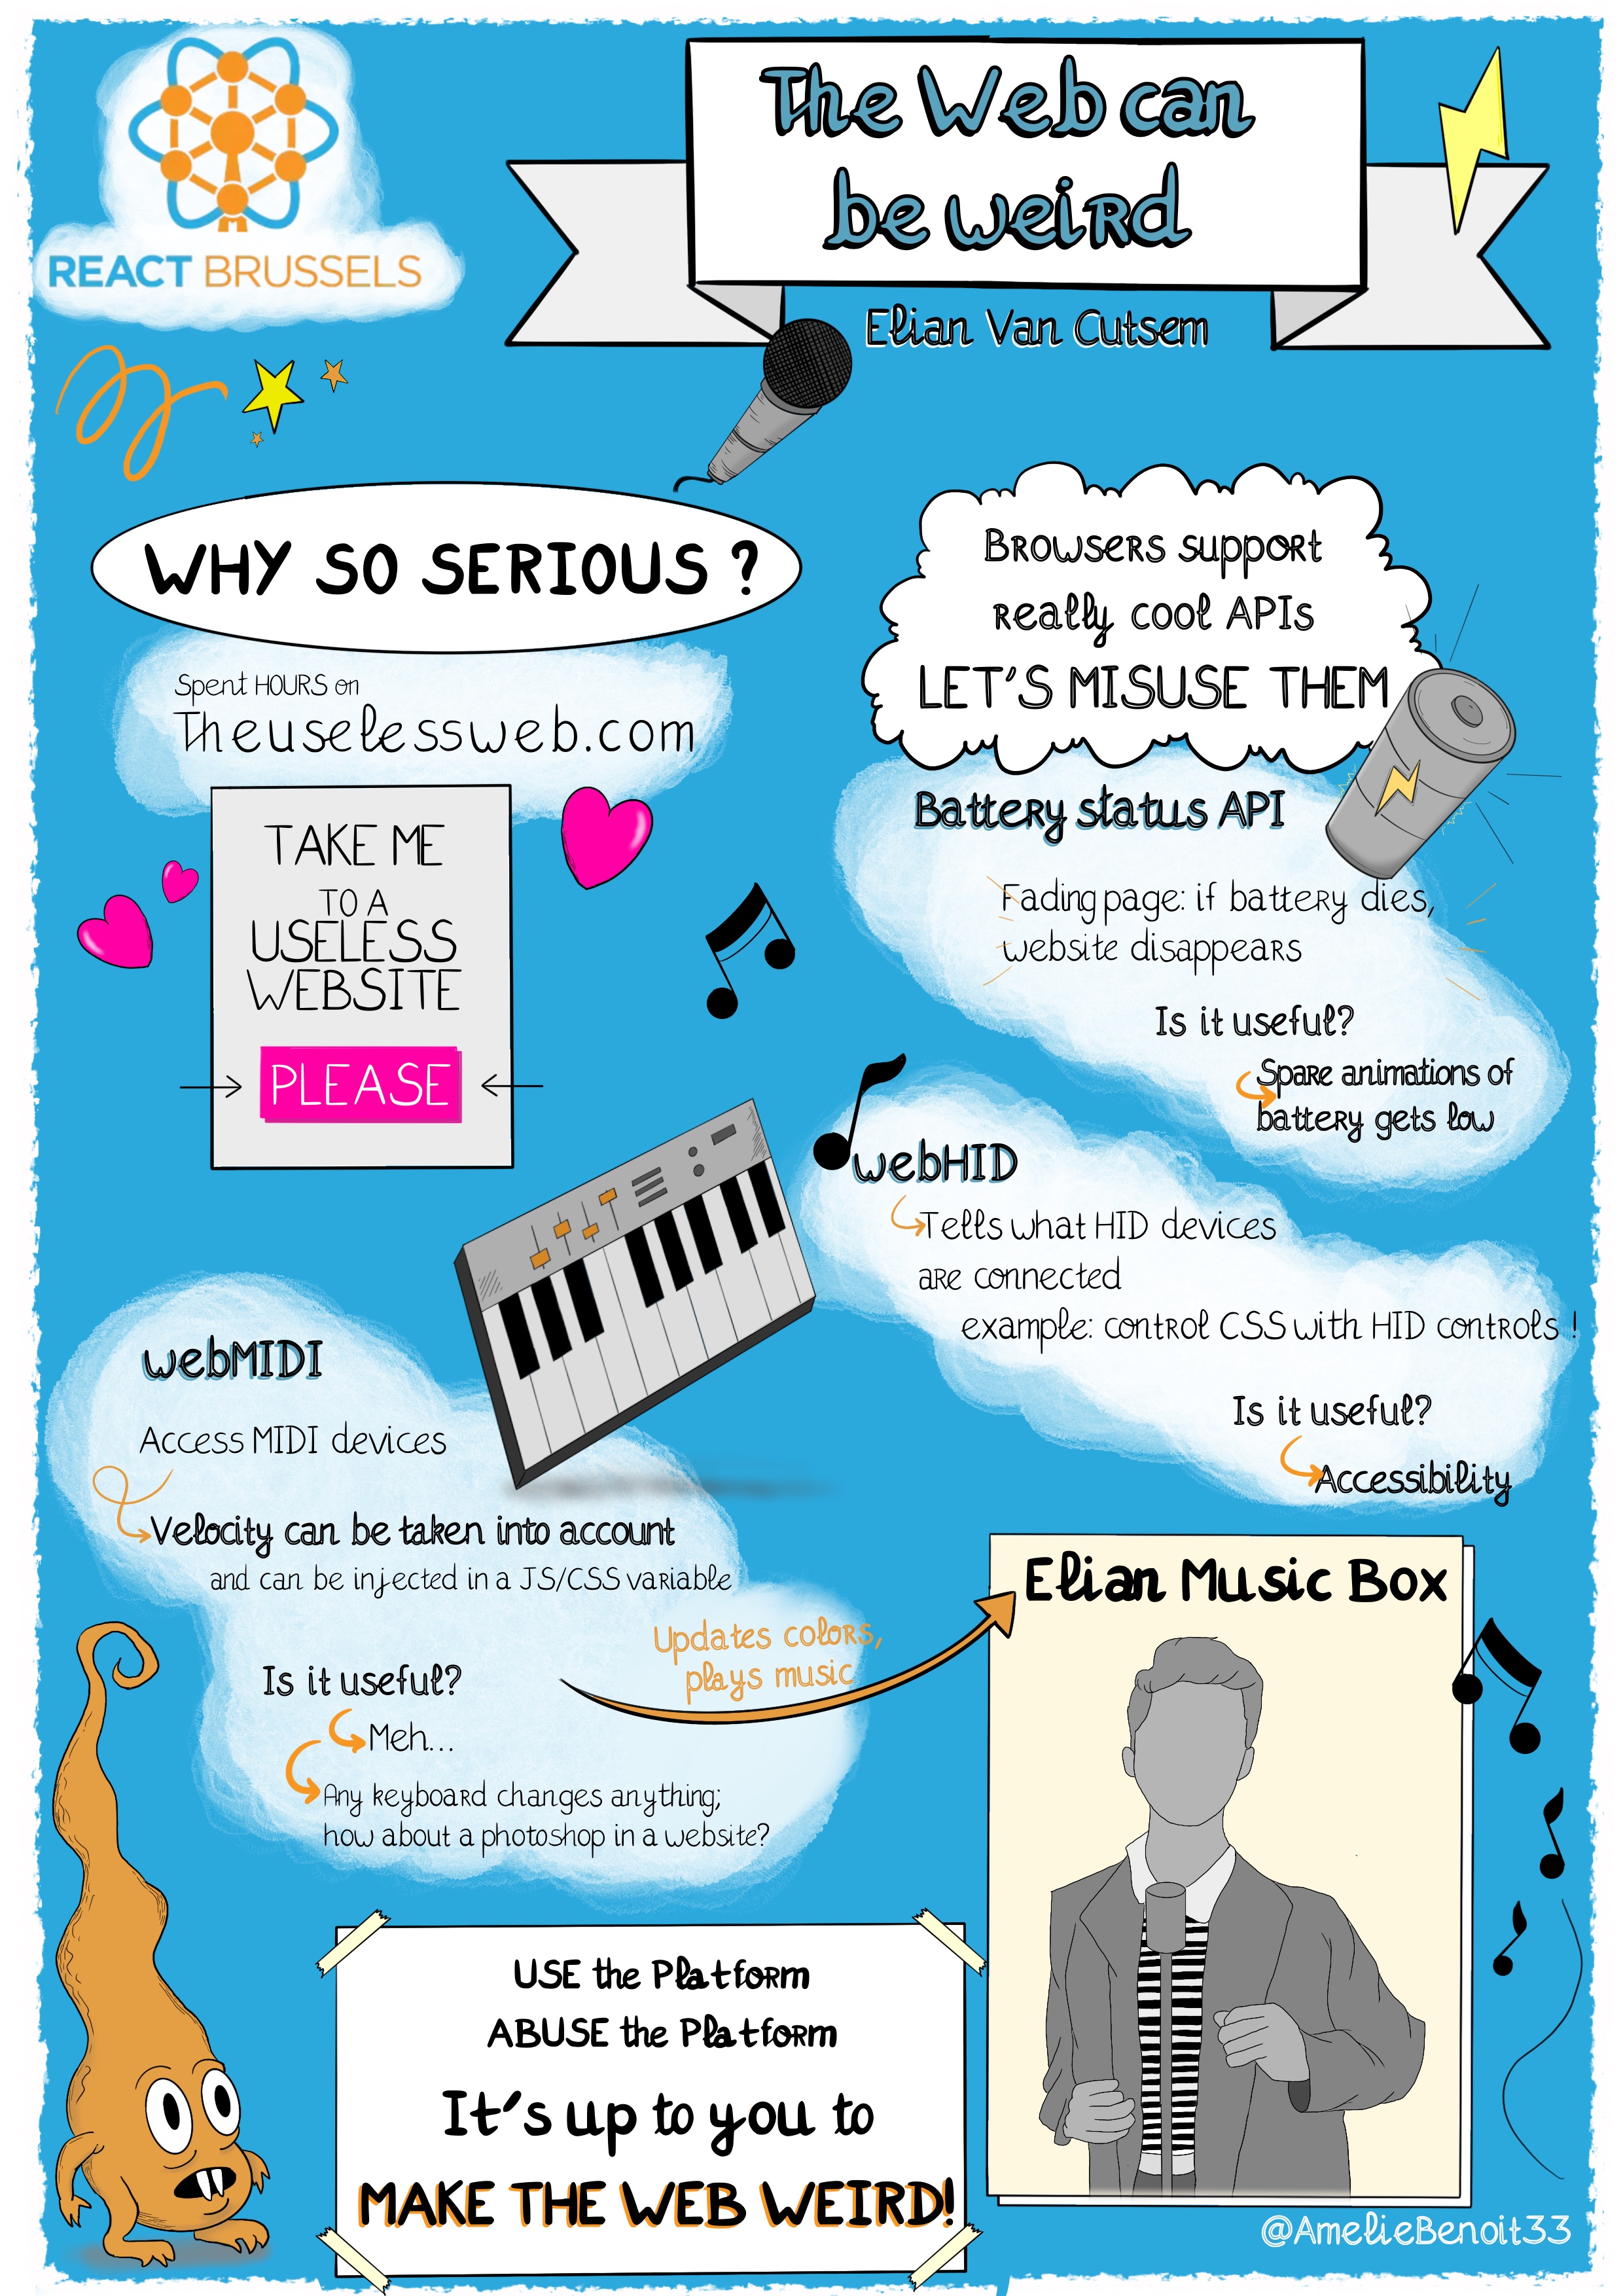 REACT BRUSSELS
The Web can
be weird
Elian Van Cutsem
WHY SO SERIOUS ?
Spent HOURS on
Theuselessweb.com
TAKE ME
TO A
USELESS
WEBSITE
PLEASE
Browsers support
really cool APIs
LET'S MISUSE THEM
Battery status API
Fading page: if battery dies,
website disappears
Is it useful?
Spare animations of
battery gets low
webHID
Tells what HID devices
are connected
example: control CSS with HID controls !
Is it useful?
Accessibility
webMIDI
Access MIDI devices
Velocity can be taken into account
and can be injected in a JS/CSS variable
Is it useful?
Meh...
Any keyboard changes anything;
how about a photoshop in a website?
Updates colors,
plays music
Elian Music Box
USE the Platform
ABUSE the Platform
It's up to you to
MAKE THE WEB WEIRD!
@AmelieBenoit33